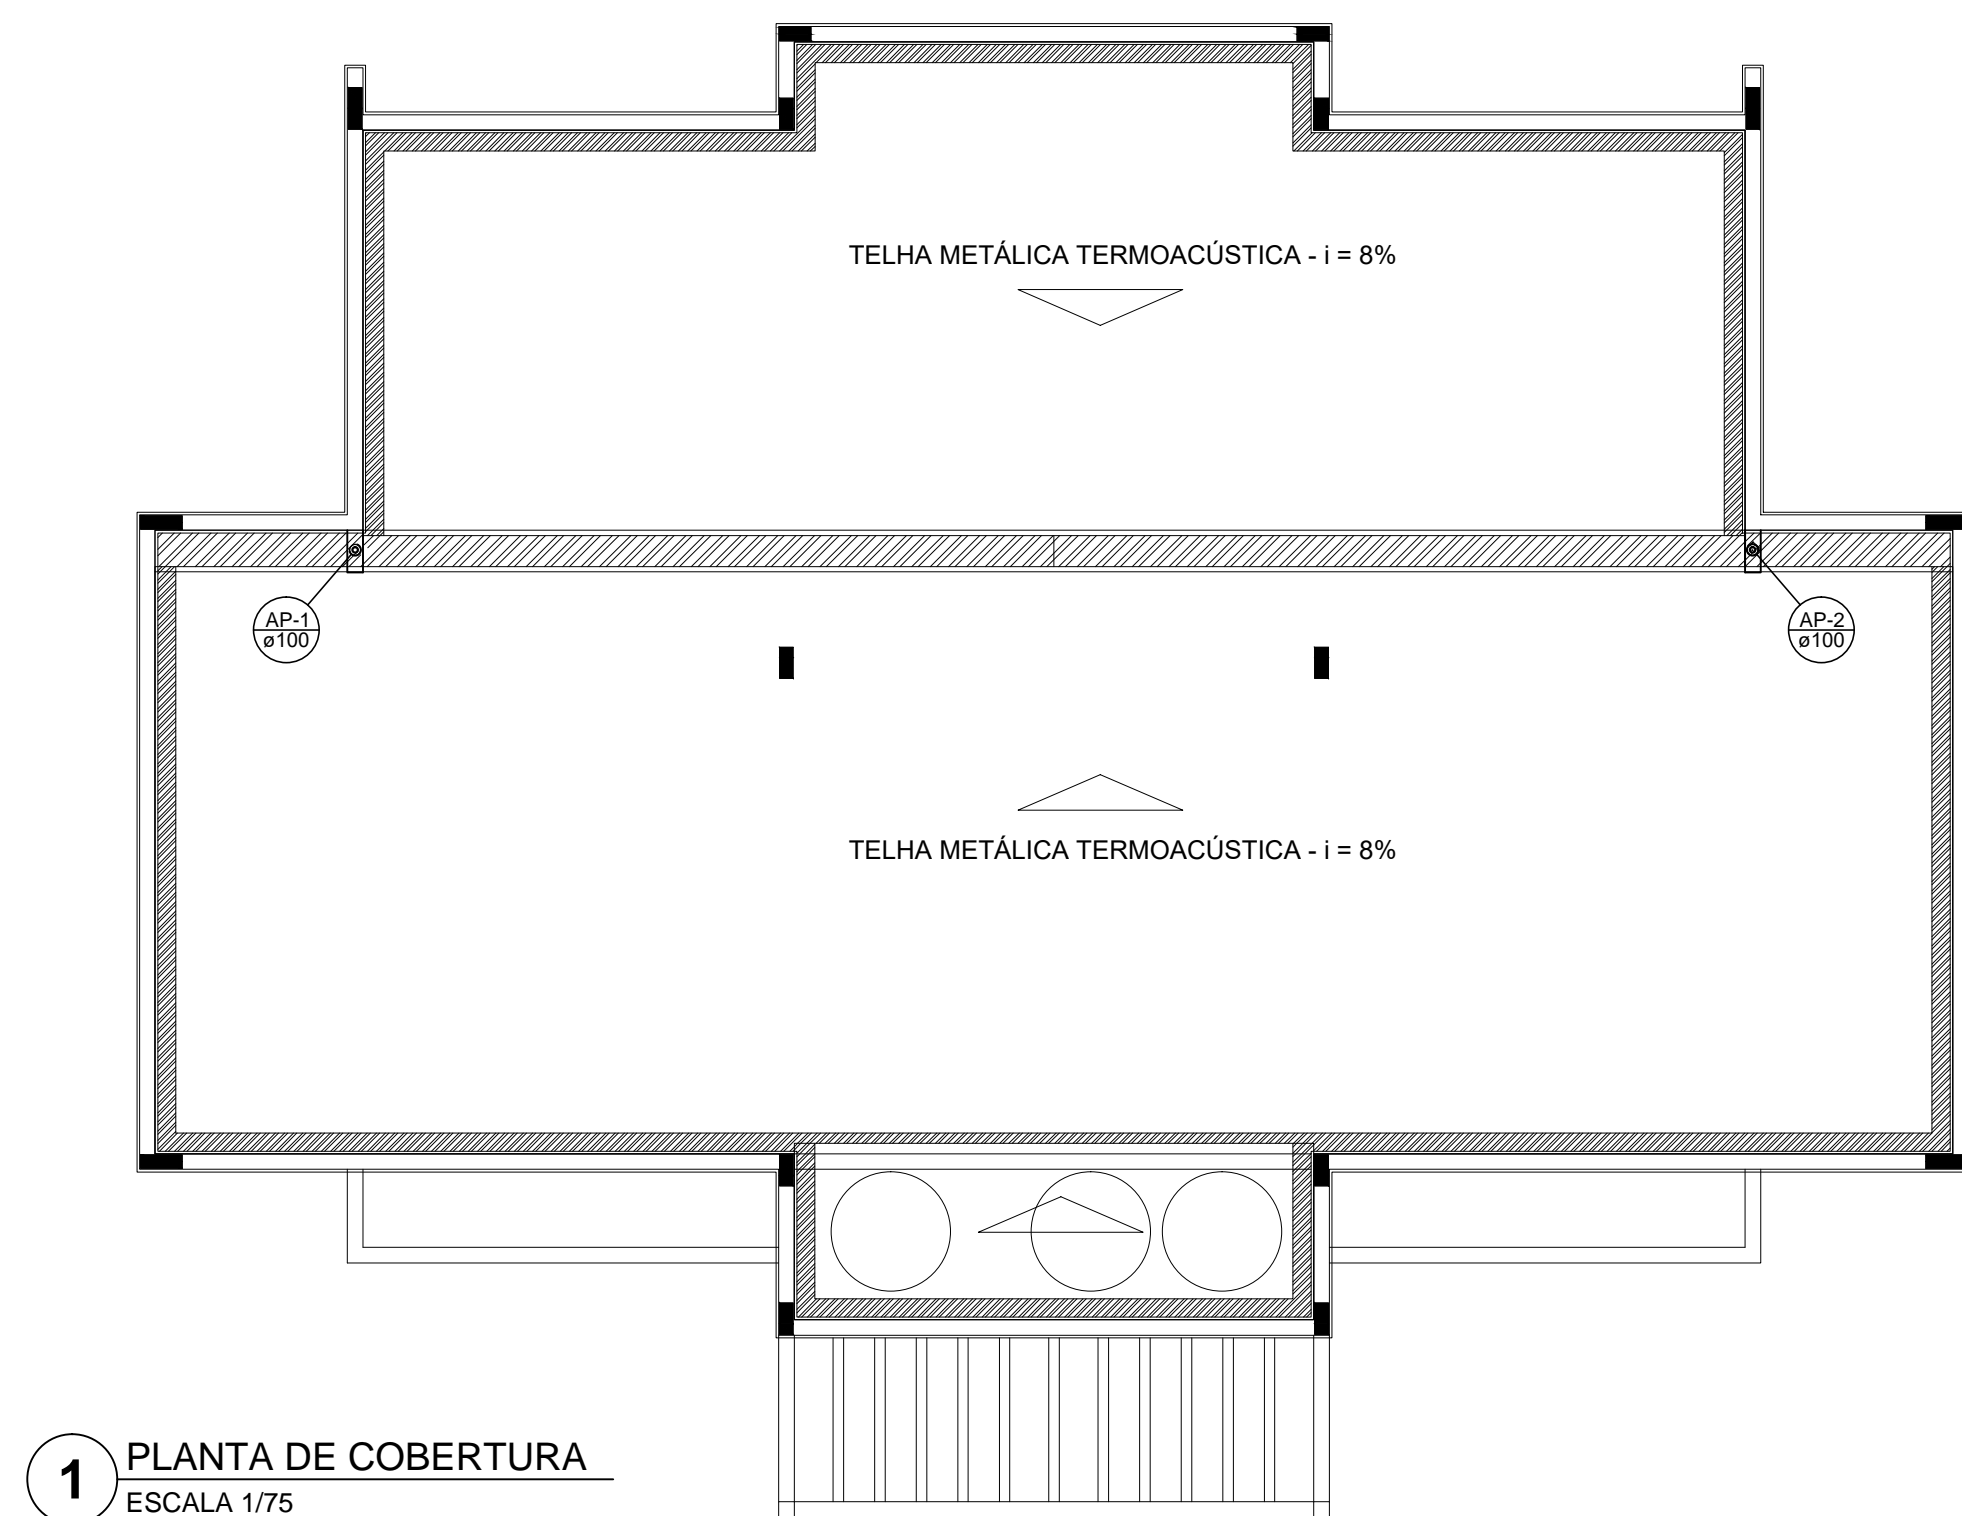 TELHA METÁLICA TERMOACÚSTICA - i = 8%
AP-1
ø100
AP-2
ø100
TELHA METÁLICA TERMOACÚSTICA - i = 8%
1
PLANTA DE COBERTURA
ESCALA 1/75